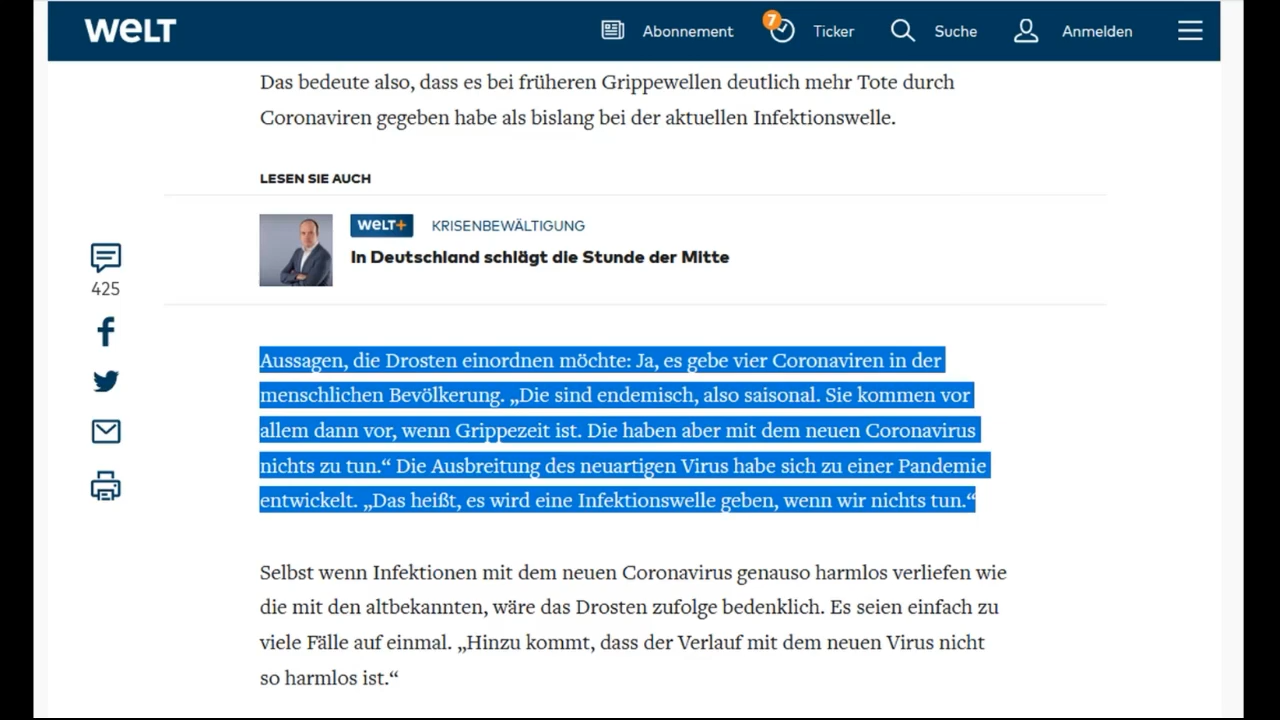 WELT
Abonnement
7
Ticker
Suche
Anmelden
Das bedeute also, dass es bei früheren Grippewellen deutlich mehr Tote durch
Coronaviren gegeben habe als bislang bei der aktuellen Infektionswelle.
LESEN SIE AUCH
WELT+ KRISENBEWÄLTIGUNG
In Deutschland schlägt die Stunde der Mitte
425
Aussagen, die Drosten einordnen möchte: Ja, es gebe vier Coronaviren in der
menschlichen Bevölkerung. „Die sind endemisch, also saisonal. Sie kommen vor
allem dann vor, wenn Grippezeit ist. Die haben aber mit dem neuen Coronavirus
nichts zu tun.“ Die Ausbreitung des neuartigen Virus habe sich zu einer Pandemie
entwickelt. „Das heißt, es wird eine Infektionswelle geben, wenn wir nichts tun.“
Selbst wenn Infektionen mit dem neuen Coronavirus genauso harmlos verliefen wie
die mit den altbekannten, wäre das Drosten zufolge bedenklich. Es seien einfach zu
viele Fälle auf einmal. „Hinzu kommt, dass der Verlauf mit dem neuen Virus nicht
so harmlos ist.“